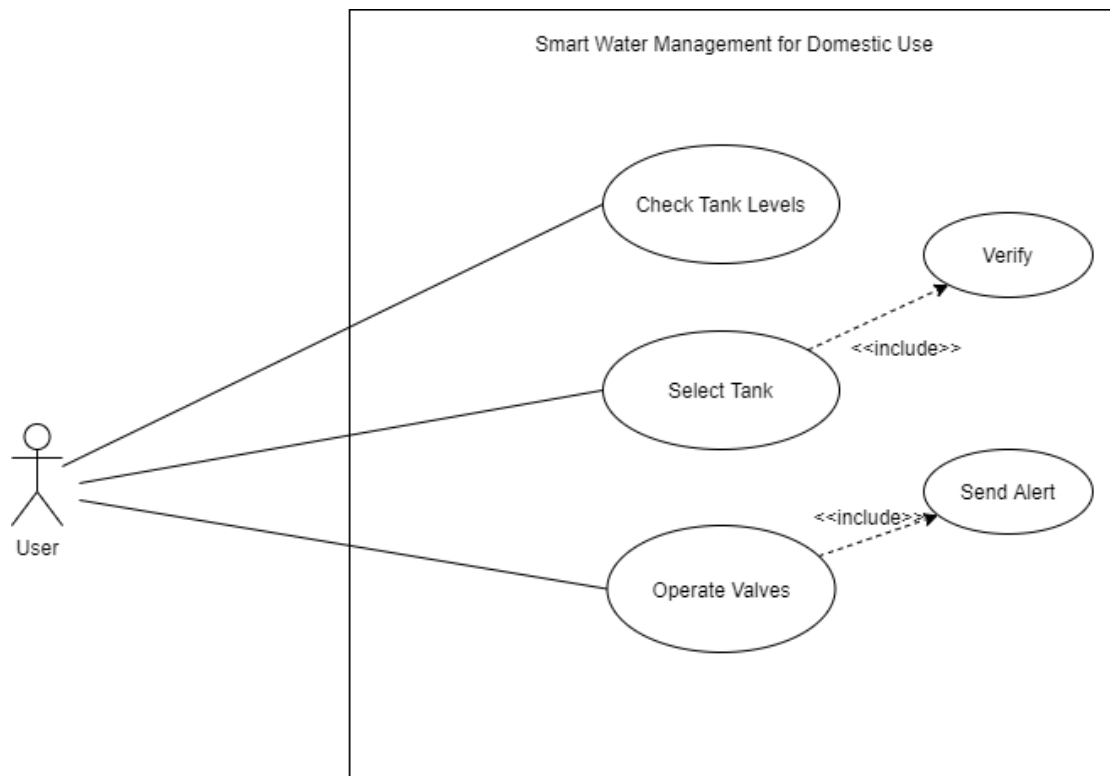 Smart Water Management for Domestic Use
Check Tank Levels
Verify
<<include>>
Select Tank
Send Alert
<<include>>
User
Operate Valves